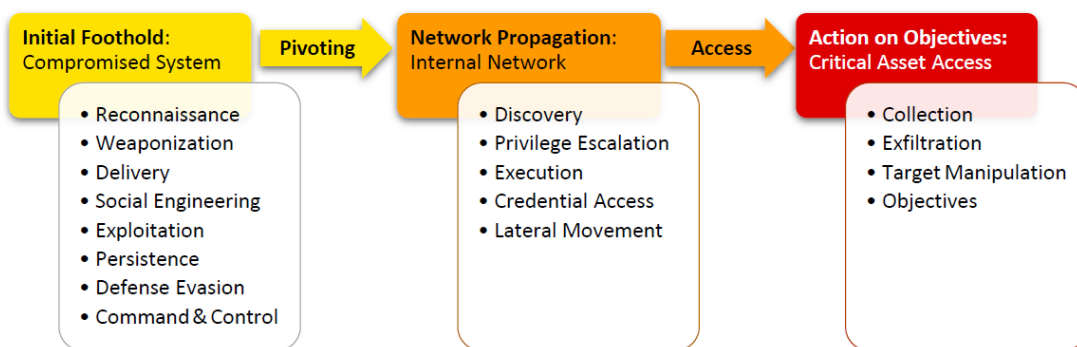 Initial Foothold:
Compromised System
Pivoting
Network Propagation:
Internal Network
Access
Action on Objectives:
Critical Asset Access
• Reconnaissance
• Weaponization
• Delivery
• Social Engineering
• Exploitation
• Persistence
• Defense Evasion
• Command & Control
• Discovery
• Privilege Escalation
• Execution
• Credential Access
• Lateral Movement
• Collection
• Exfiltration
• Target Manipulation
• Objectives